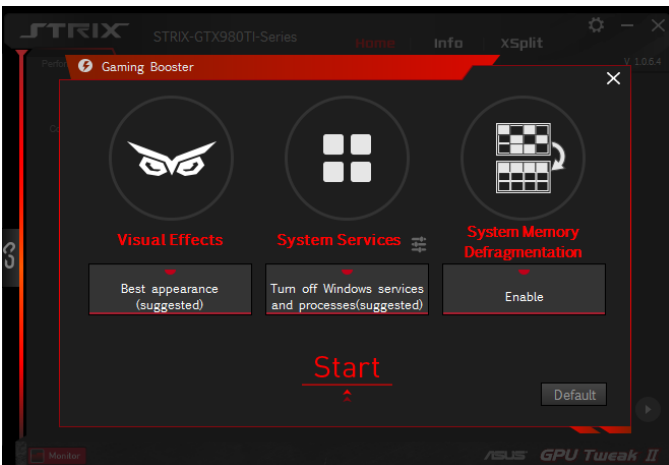 STRIX
STRIX-GTX980TI-Series
Home
Info
XSplit
V 1.0.6.4
Gaming Booster
Visual Effects
System Services
System Memory
Defragmentation
Best appearance
(suggested)
Turn off Windows services
and processes(suggested)
Enable
Start
Default
Monitor
ASUS GPU Tweak II